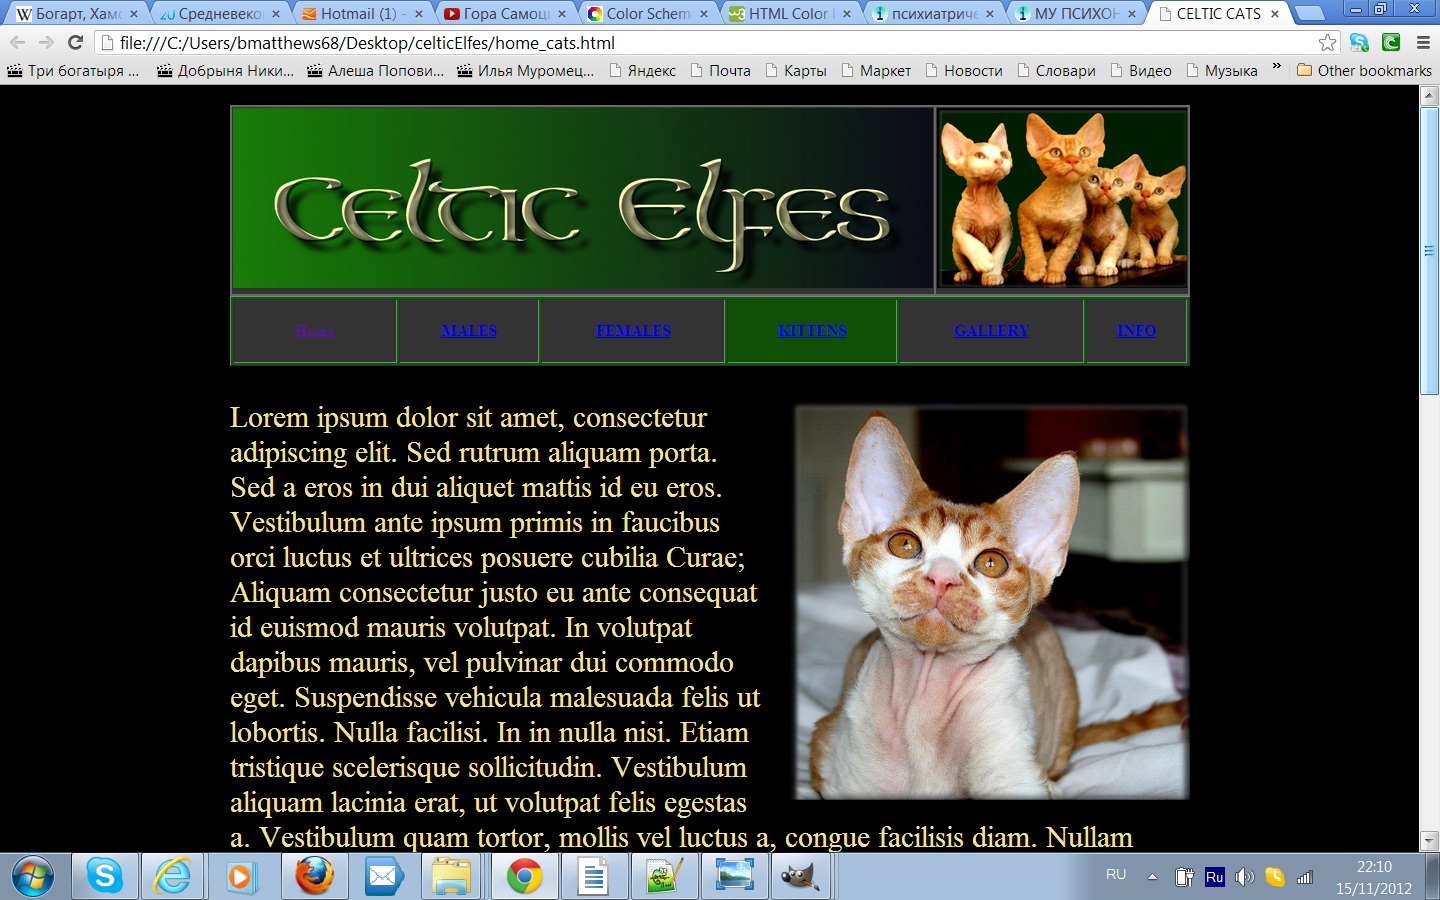 Богарт, Хамс
Средневеко
Hotmail (1) -
Гора Самоц
Color Schem
HTML Color
психиатриче
МУ ПСИХОН
CELTIC CATS
file:///C:/Users/bmatthews68/Desktop/celticElfes/home_cats.html
Три богатыря ...
Добрыня Ники...
Алеша Попови...
Илья Муромец...
Яндекс
Почта
Карты
Маркет
Новости
Словари
Видео
Музыка
»
Other bookmarks
Celtic Elfes
Home
MALES
FEMALES
KITTENS
GALLERY
INFO
Lorem ipsum dolor sit amet, consectetur
adipiscing elit. Sed rutrum aliquam porta.
Sed a eros in dui aliquet mattis id eu eros.
Vestibulum ante ipsum primis in faucibus
orci luctus et ultrices posuere cubilia Curae;
Aliquam consectetur justo eu ante consequat
id euismod mauris volutpat. In volutpat
dapibus mauris, vel pulvinar dui commodo
eget. Suspendisse vehicula malesuada felis ut
lobortis. Nulla facilisi. In in nulla nisi. Etiam
tristique scelerisque sollicitudin. Vestibulum
aliquam lacinia erat, ut volutpat felis egestas
a. Vestibulum quam tortor, mollis vel luctus a, congue facilisis diam. Nullam
RU
Ru
22:10
15/11/2012